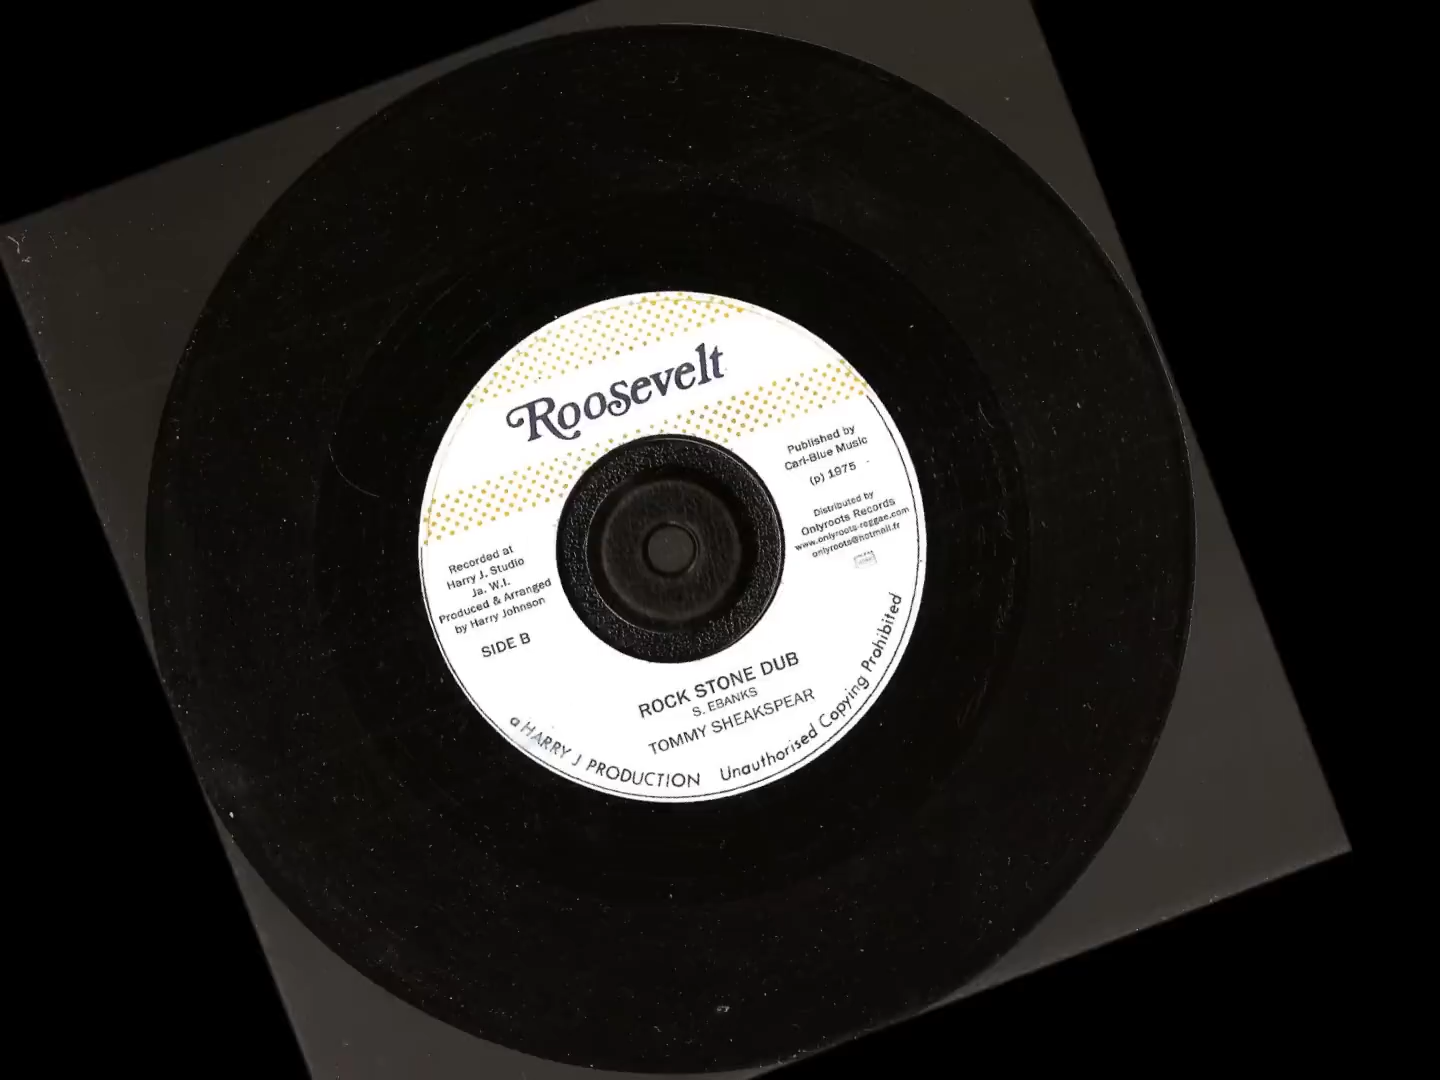 Roosevelt
Published by
Carl-Blue Music
(p) 1975
Distributed by
Onlyroots Records
www.onlyroots-reggae.com
onlyroots@hotmail.fr
Recorded at
Harry J. Studio
Ja. W.I.
Produced & Arranged
by Harry Johnson
SIDE B
ROCK STONE DUB
S. EBANKS
TOMMY SHEAKSPEAR
a HARRY J PRODUCTION Unauthorised Copying Prohibited